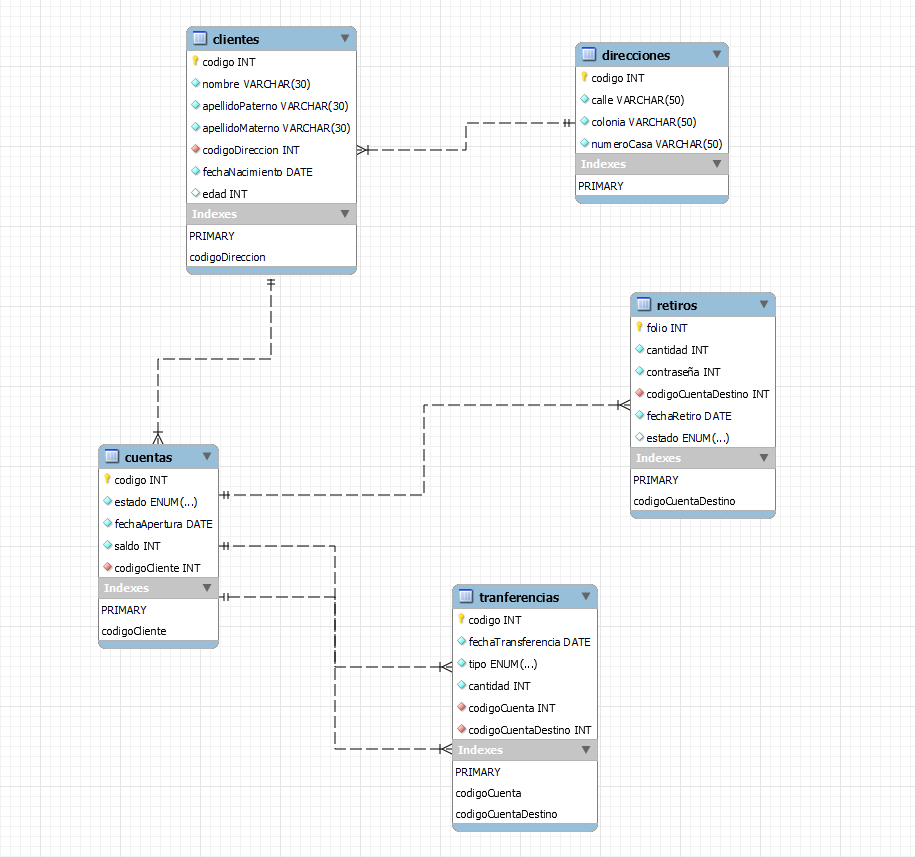 clientes
codigo INT
nombre VARCHAR(30)
apellidoPaterno VARCHAR(30)
apellidoMaterno VARCHAR(30)
codigoDireccion INT
fechaNacimiento DATE
edad INT
Indexes
PRIMARY
codigoDireccion
direcciones
codigo INT
calle VARCHAR(50)
colonia VARCHAR(50)
numeroCasa VARCHAR(50)
Indexes
PRIMARY
retiros
folio INT
cantidad INT
contraseña INT
codigoCuentaDestino INT
fechaRetiro DATE
estado ENUM(...)
Indexes
PRIMARY
codigoCuentaDestino
cuentas
codigo INT
estado ENUM(...)
fechaApertura DATE
saldo INT
codigoCliente INT
Indexes
PRIMARY
codigoCliente
tranferencias
codigo INT
fechaTransferencia DATE
tipo ENUM(...)
cantidad INT
codigoCuenta INT
codigoCuentaDestino INT
Indexes
PRIMARY
codigoCuenta
codigoCuentaDestino